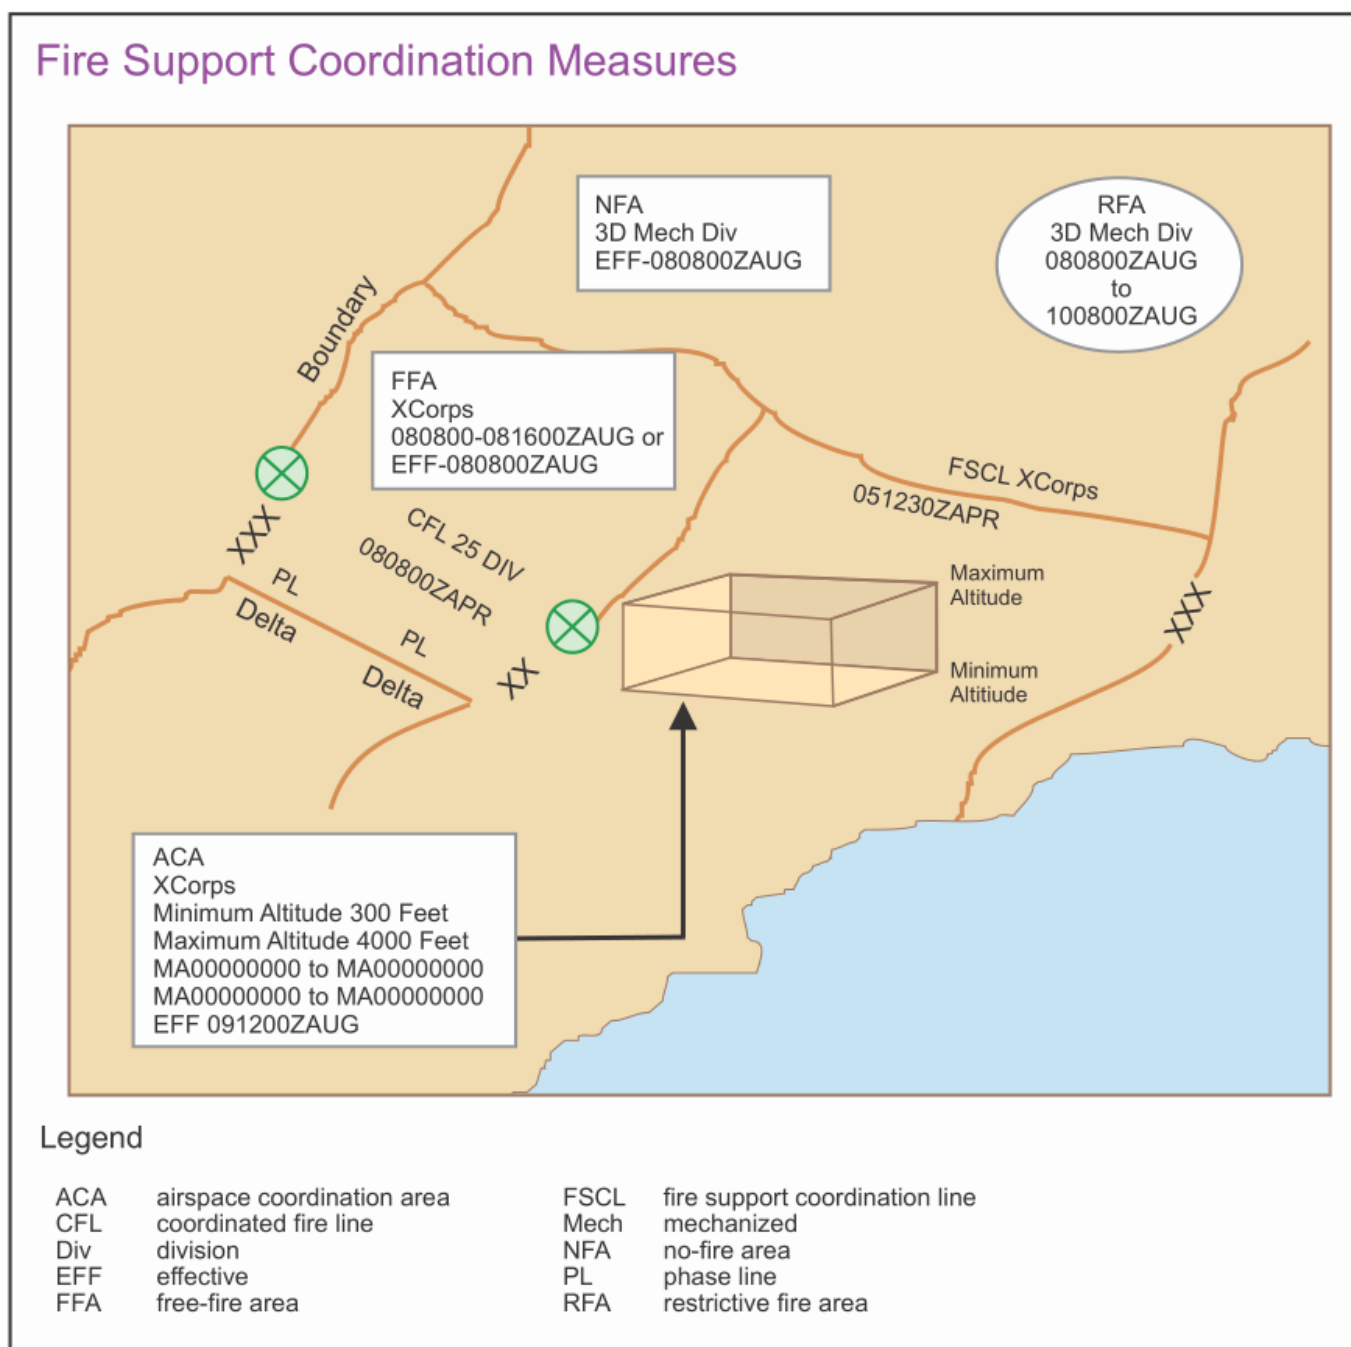 Fire Support Coordination Measures
NFA
3D Mech Div
EFF-080800ZAUG
RFA
3D Mech Div
080800ZAUG
to
100800ZAUG
Boundary
FFA
XCorps
080800-081600ZAUG or
EFF-080800ZAUG
FSCL XCorps
051230ZAPR
XXX
CFL 25 DIV
080800ZAPR
PL
Delta
PL
Delta
XX
Maximum
Altitude
Minimum
Altitiude
XXX
ACA
XCorps
Minimum Altitude 300 Feet
Maximum Altitude 4000 Feet
MA00000000 to MA00000000
MA00000000 to MA00000000
EFF 091200ZAUG
Legend
ACA airspace coordination area
CFL coordinated fire line
Div division
EFF effective
FFA free-fire area
FSCL fire support coordination line
Mech mechanized
NFA no-fire area
PL phase line
RFA restrictive fire area